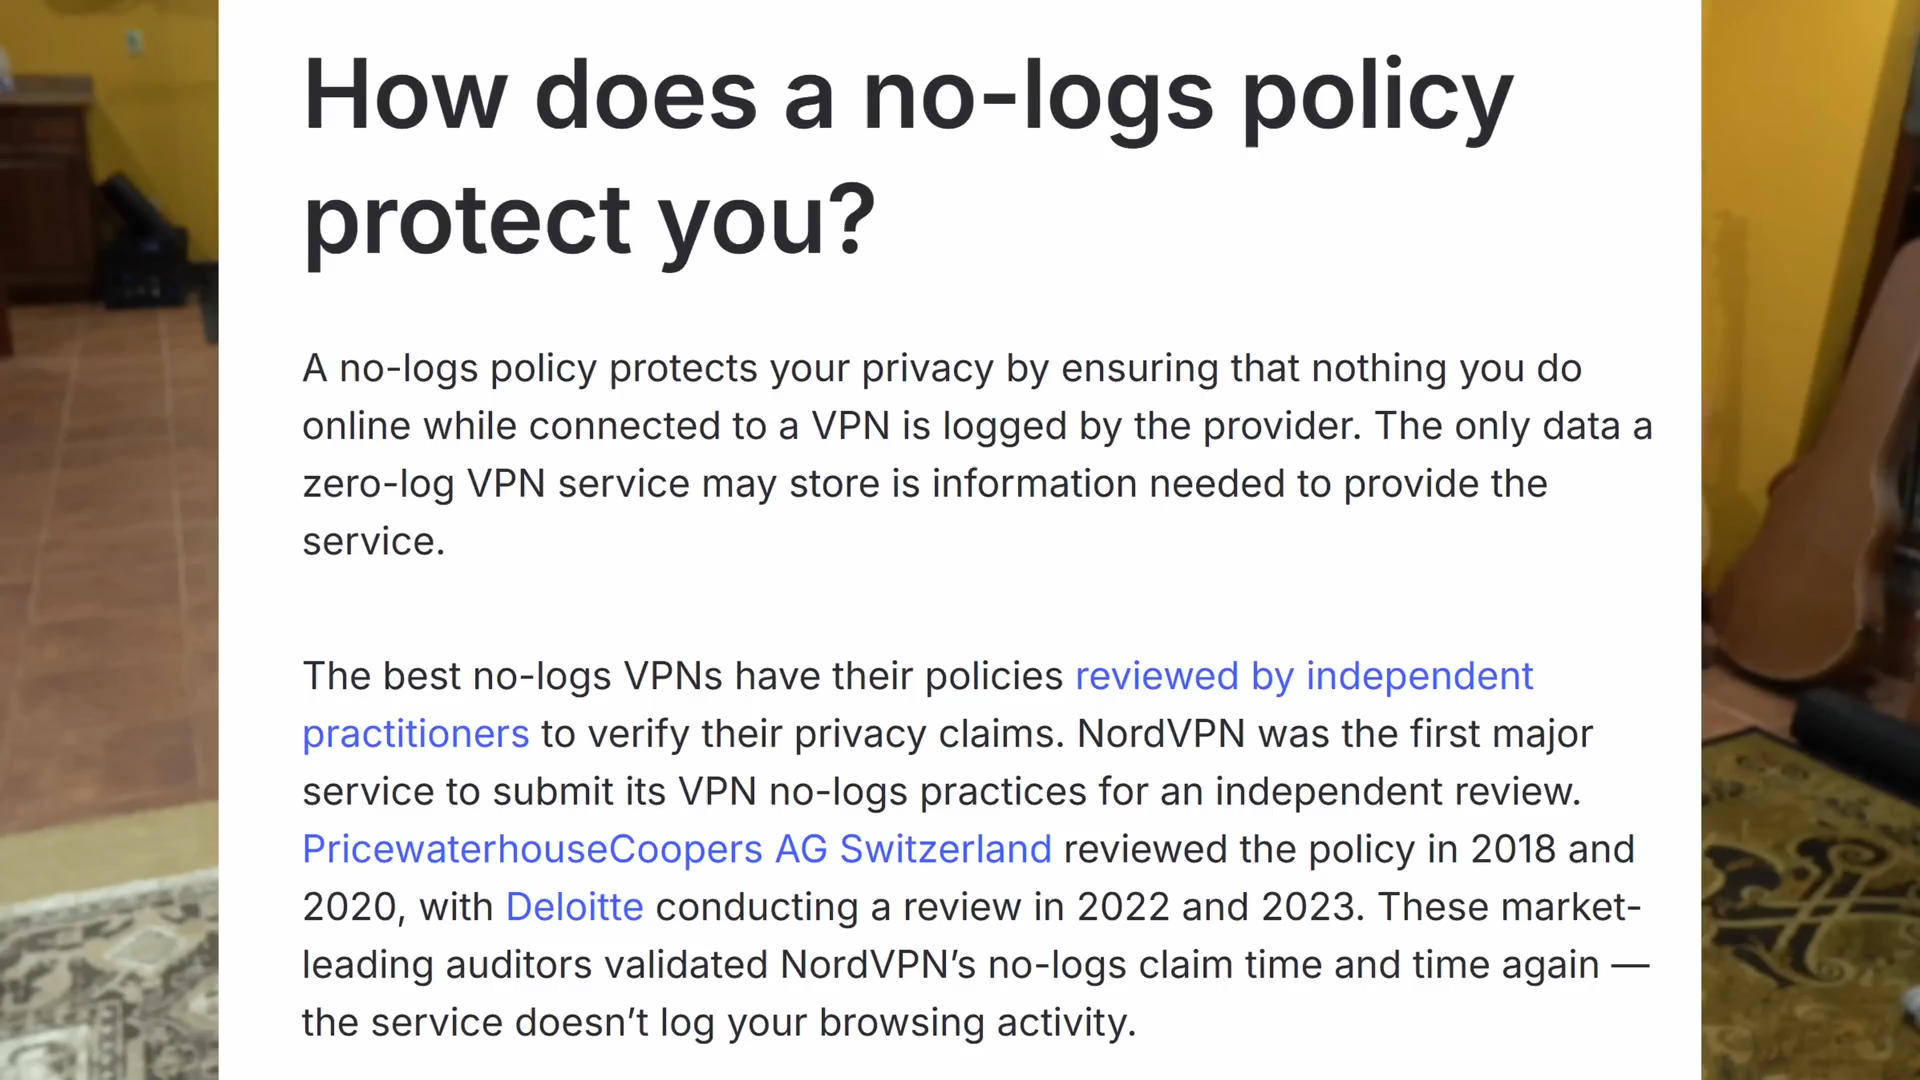 How does a no-logs policy
protect you?
A no-logs policy protects your privacy by ensuring that nothing you do
online while connected to a VPN is logged by the provider. The only data a
zero-log VPN service may store is information needed to provide the
service.
The best no-logs VPNs have their policies reviewed by independent
practitioners to verify their privacy claims. NordVPN was the first major
service to submit its VPN no-logs practices for an independent review.
PricewaterhouseCoopers AG Switzerland reviewed the policy in 2018 and
2020, with Deloitte conducting a review in 2022 and 2023. These market-
leading auditors validated NordVPN’s no-logs claim time and time again —
the service doesn’t log your browsing activity.